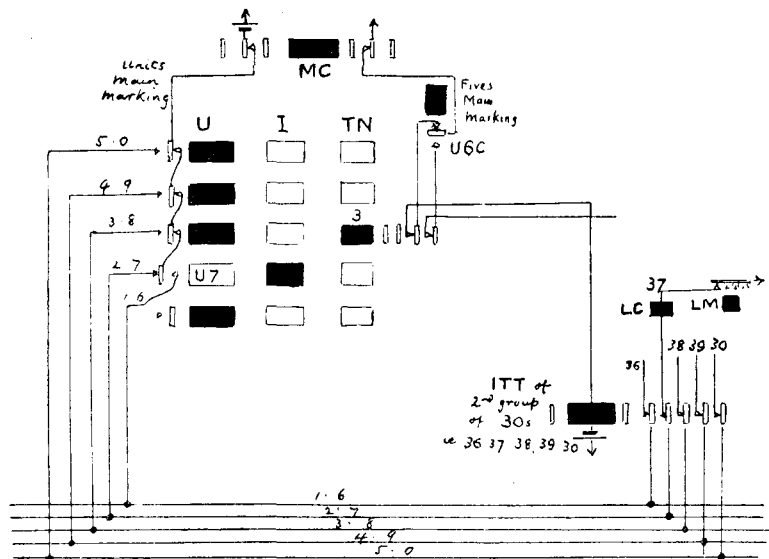 MC
Units
main
marking
Fives
Main
marking
U I TN
U6C
5·0
4 9
3·8
3
2 7
U7
1 6
37
LC LM
36 38 39 30
ITT of
2nd group
of 30s
ie 36 37 38, 39 30
1·6
2·7
3·8
4·9
5·0